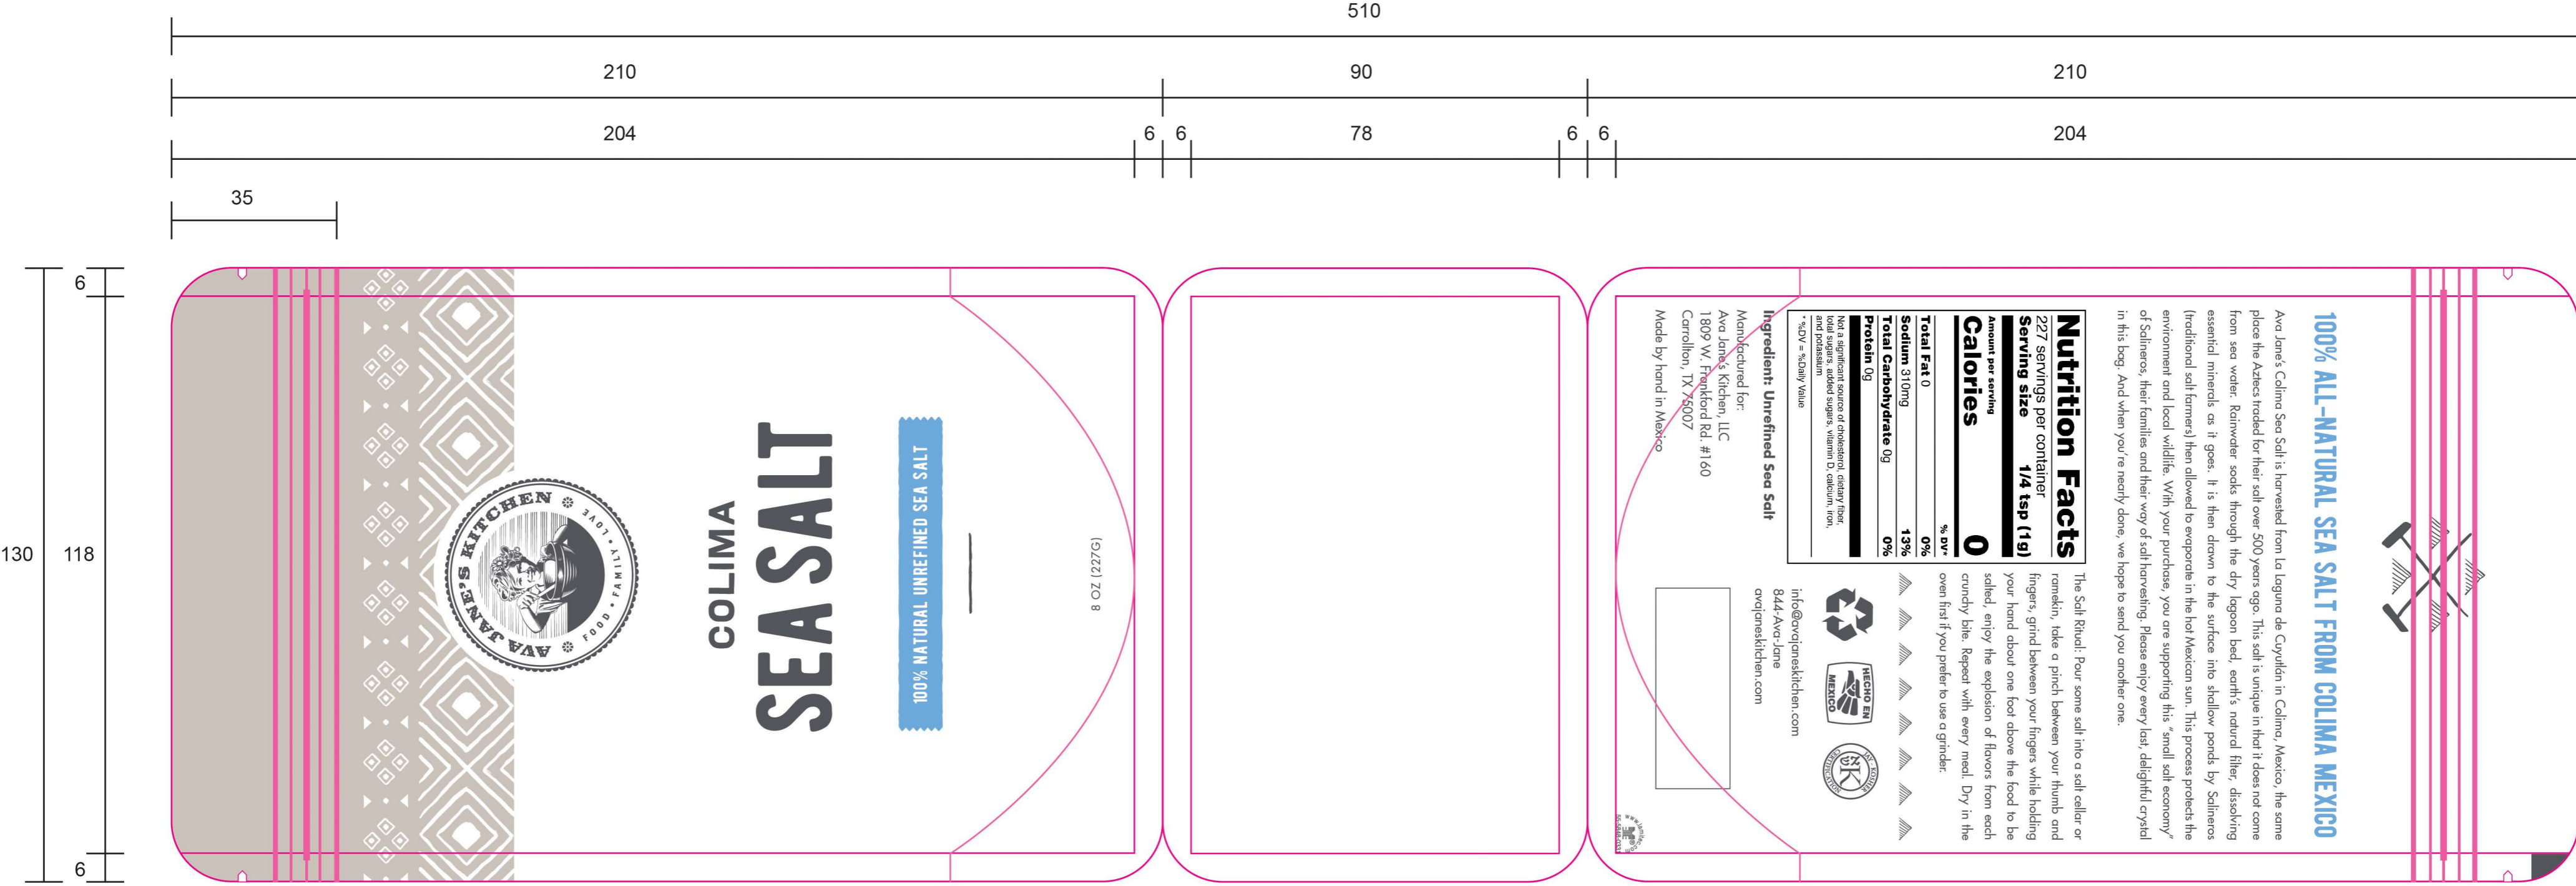 510
210
90
210
204
6
6
78
6
6
204
35
130
6
118
6
AVA JANE'S KITCHEN
FOOD • FAMILY • LOVE
COLIMA
SEA SALT
100% NATURAL UNREFINED SEA SALT
8 OZ (227G)
100% ALL-NATURAL SEA SALT FROM COLIMA MEXICO
Ava Jane's Colima Sea Salt is harvested from La Laguna de Cuyutlán in Colima, Mexico, the same
place the Aztecs traded for their salt over 500 years ago. This salt is unique in that it does not come
from sea water. Rainwater soaks through the dry lagoon bed, earth's natural filter, dissolving
essential minerals as it goes. It is then drawn to the surface into shallow ponds by Salineros
(traditional salt farmers) then allowed to evaporate in the hot Mexican sun. This process protects the
environment and local wildlife. With your purchase, you are supporting this "small salt economy"
of Salineros, their families and their way of salt harvesting. Please enjoy every last, delightful crystal
in this bag. And when you're nearly done, we hope to send you another one.
Nutrition Facts
227 servings per container
Serving size 1/4 tsp (1g)
Amount per serving
Calories 0
% DV*
Total Fat 0 0%
Sodium 310mg 13%
Total Carbohydrate 0g 0%
Protein 0g
Not a significant source of cholesterol, dietary fiber,
total sugars, added sugars, vitamin D, calcium, iron,
and potassium
* %DV = %Daily Value
Ingredient: Unrefined Sea Salt
Manufactured for:
Ava Jane's Kitchen, LLC
1809 W. Frankford Rd. #160
Carrollton, TX 75007
Made by hand in Mexico
The Salt Ritual: Pour some salt into a salt cellar or
ramekin, take a pinch between your thumb and
fingers, grind between your fingers while holding
your hand about one foot above the food to be
salted, enjoy the explosion of flavors from each
crunchy bite. Repeat with every meal. Dry in the
oven first if you prefer to use a grinder.
HECHO EN
MEXICO
JAY KOSHER
CERTIFICATION
K
info@avajaneskitchen.com
844-Ava-Jane
avajaneskitchen.com